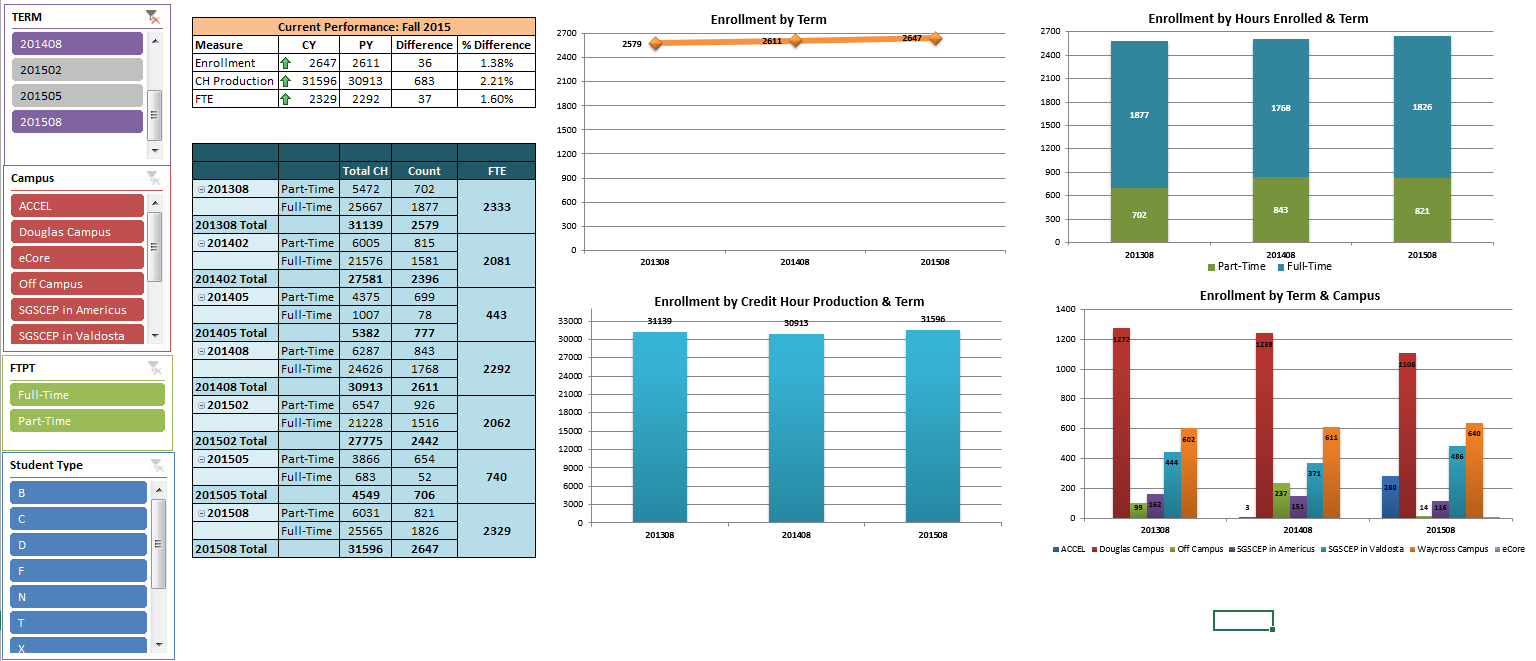 TERM
201408
201502
201505
201508
Campus
ACCEL
Douglas Campus
eCore
Off Campus
SGSCEP in Americus
SGSCEP in Valdosta
FTPT
Full-Time
Part-Time
Student Type
B
C
D
F
N
T
X
Current Performance: Fall 2015
Measure CY PY Difference % Difference
Enrollment 2647 2611 36 1.38%
CH Production 31596 30913 683 2.21%
FTE 2329 2292 37 1.60%
Total CH Count FTE
201308 Part-Time 5472 702 2333
Full-Time 25667 1877
201308 Total 31139 2579
201402 Part-Time 6005 815 2081
Full-Time 21576 1581
201402 Total 27581 2396
201405 Part-Time 4375 699 443
Full-Time 1007 78
201405 Total 5382 777
201408 Part-Time 6287 843 2292
Full-Time 24626 1768
201408 Total 30913 2611
201502 Part-Time 6547 926 2062
Full-Time 21228 1516
201502 Total 27775 2442
201505 Part-Time 3866 654 740
Full-Time 683 52
201505 Total 4549 706
201508 Part-Time 6031 821 2329
Full-Time 25565 1826
201508 Total 31596 2647
Enrollment by Term
2700
2400
2100
1800
1500
1200
900
600
300
0
2579 2611 2647
201308 201408 201508
Enrollment by Hours Enrolled & Term
2700
2400
2100
1800
1500
1200
900
600
300
0
1877 1768 1826
702 843 821
201308 201408 201508
Part-Time Full-Time
Enrollment by Credit Hour Production & Term
33000
30000
27000
24000
21000
18000
15000
12000
9000
6000
3000
0
31139 30913 31596
201308 201408 201508
Enrollment by Term & Campus
1400
1200
1000
800
600
400
200
0
1272 99 162 444 602
3 1238 237 151 371 611
280 1106 14 116 486 640
201308 201408 201508
ACCEL Douglas Campus Off Campus SGSCEP in Americus SGSCEP in Valdosta Waycross Campus eCore